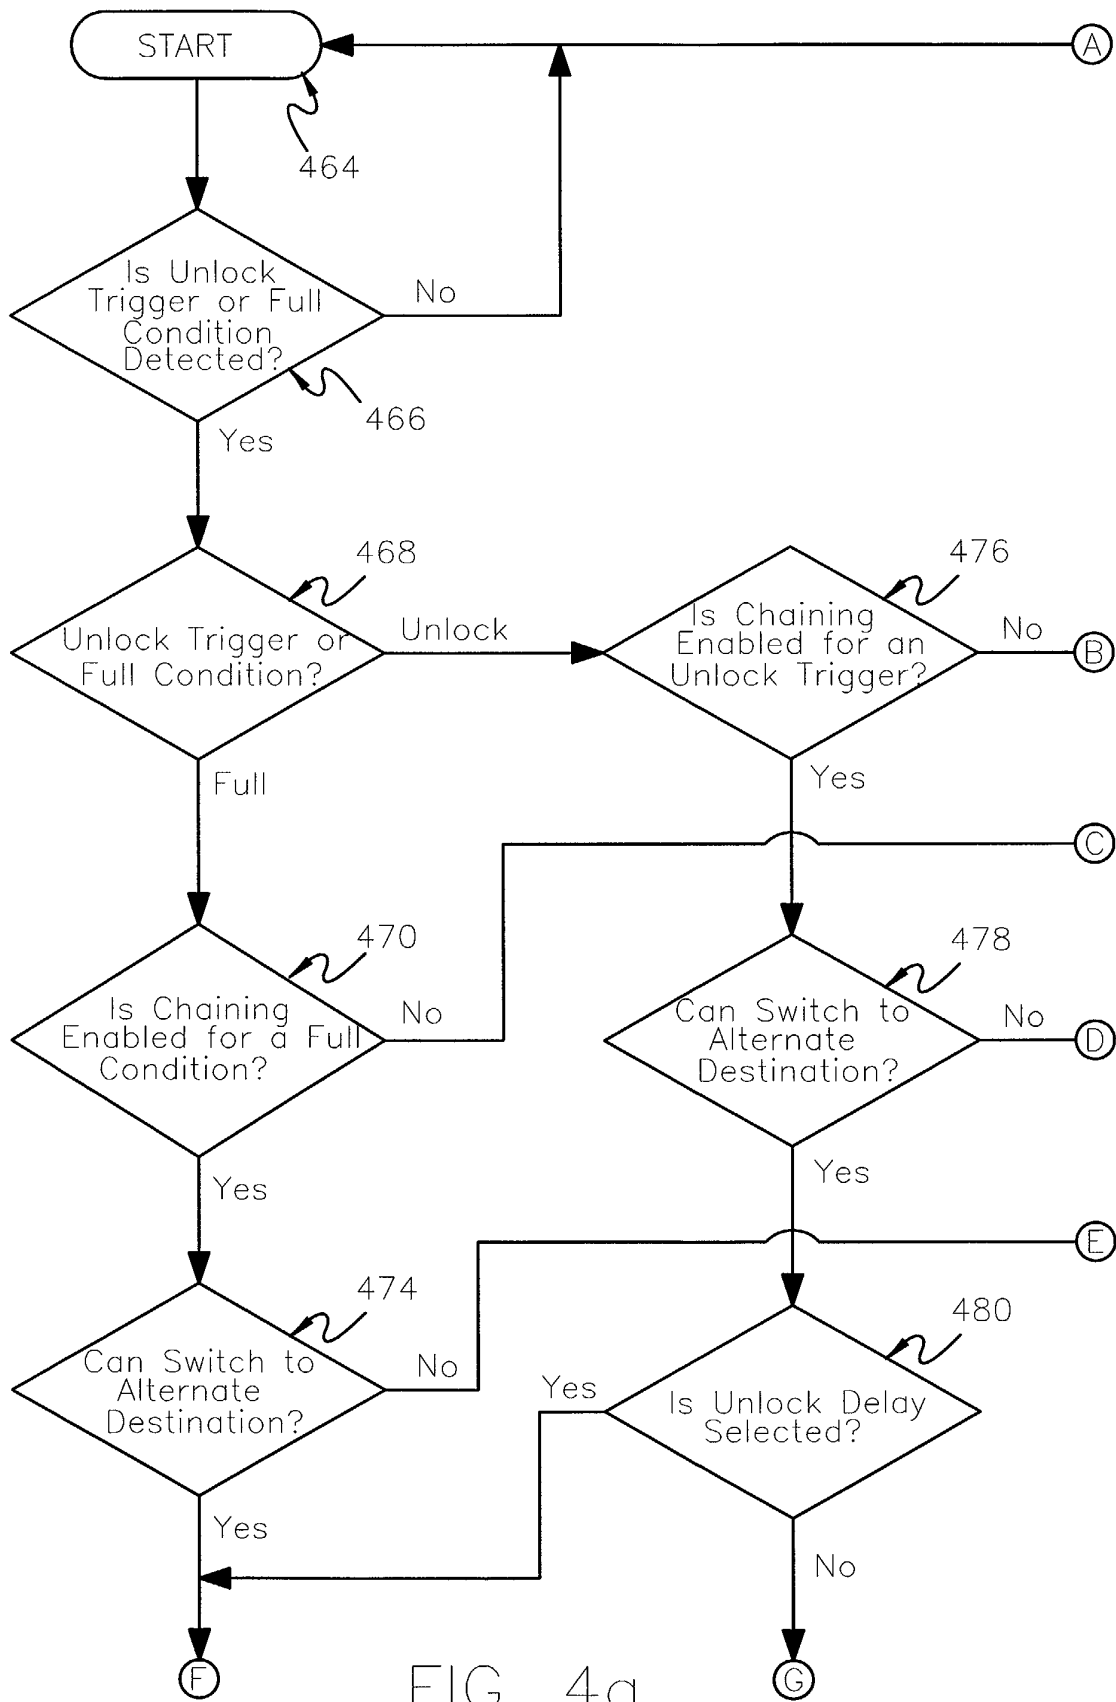 START
A
464
Is Unlock
Trigger or Full
Condition
Detected?
No
466
Yes
468
Unlock Trigger or
Full Condition?
Unlock
476
Is Chaining
Enabled for an
Unlock Trigger?
No
B
Full
Yes
C
470
Is Chaining
Enabled for a Full
Condition?
No
478
Can Switch to
Alternate
Destination?
No
D
Yes
Yes
E
474
Can Switch to
Alternate
Destination?
No
480
Is Unlock Delay
Selected?
Yes
Yes
No
F
G
FIG. 4a